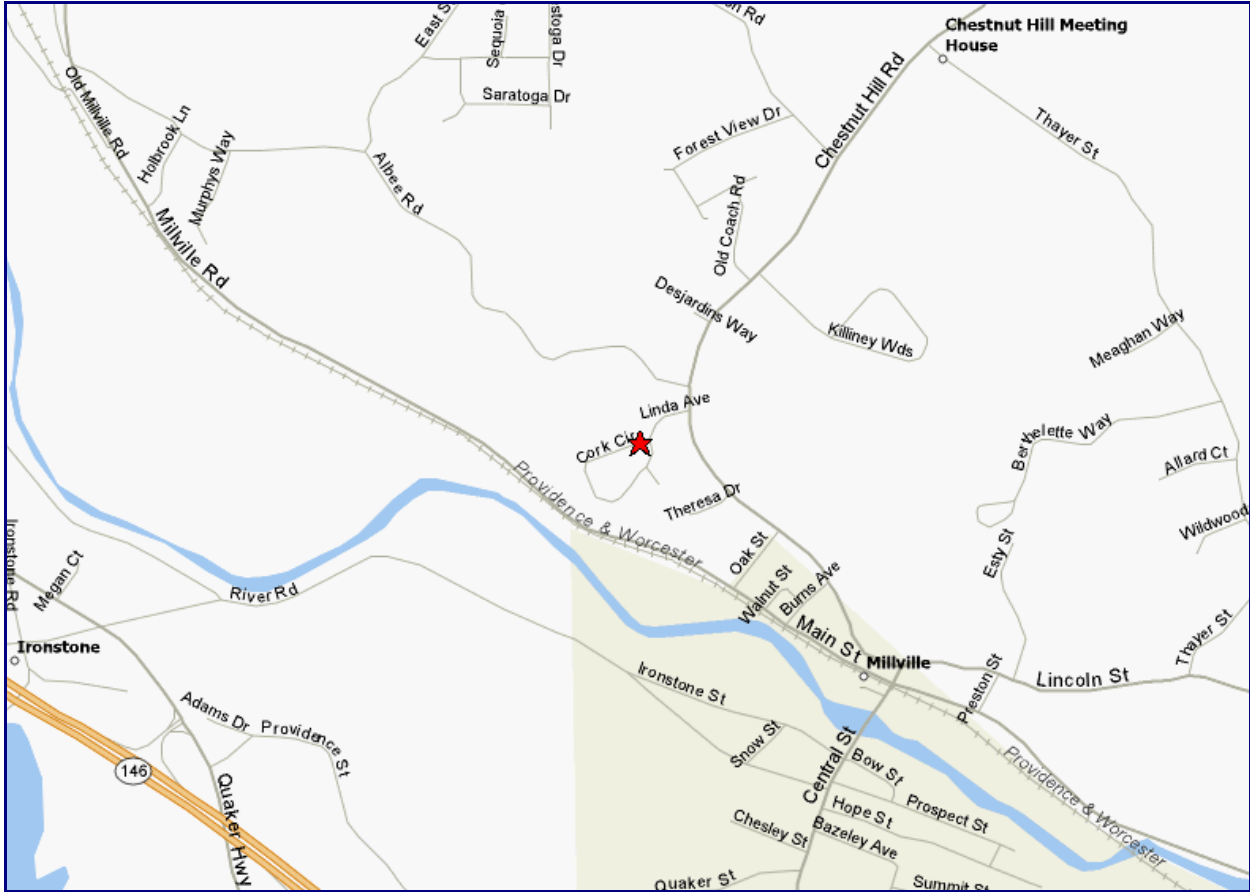 East S
Sequoia
stoga Dr
on Rd
Chestnut Hill Meeting
House
Old Millville Rd
Saratoga Dr
Chestnut Hill Rd
Thayer St
Holbrook Ln
Murphys Way
Forest View Dr
Albee Rd
Old Coach Rd
Millville Rd
Desjardins Way
Killiney Wds
Meaghan Way
Linda Ave
Cork Cir
Berthelette Way
Allard Ct
Providence & Worcester
Theresa Dr
Wildwood
Ironstone Rd
Megan Ct
Oak St
Esty St
River Rd
Walnut St
Burns Ave
Main St
Thayer St
Ironstone
Millville
Ironstone St
Preston St
Lincoln St
Adams Dr
Providence St
Snow St
Central St
Bow St
Providence & Worcester
146
Quaker Hwy
Prospect St
Hope St
Chesley St
Bazeley Ave
Quaker St
Summit St